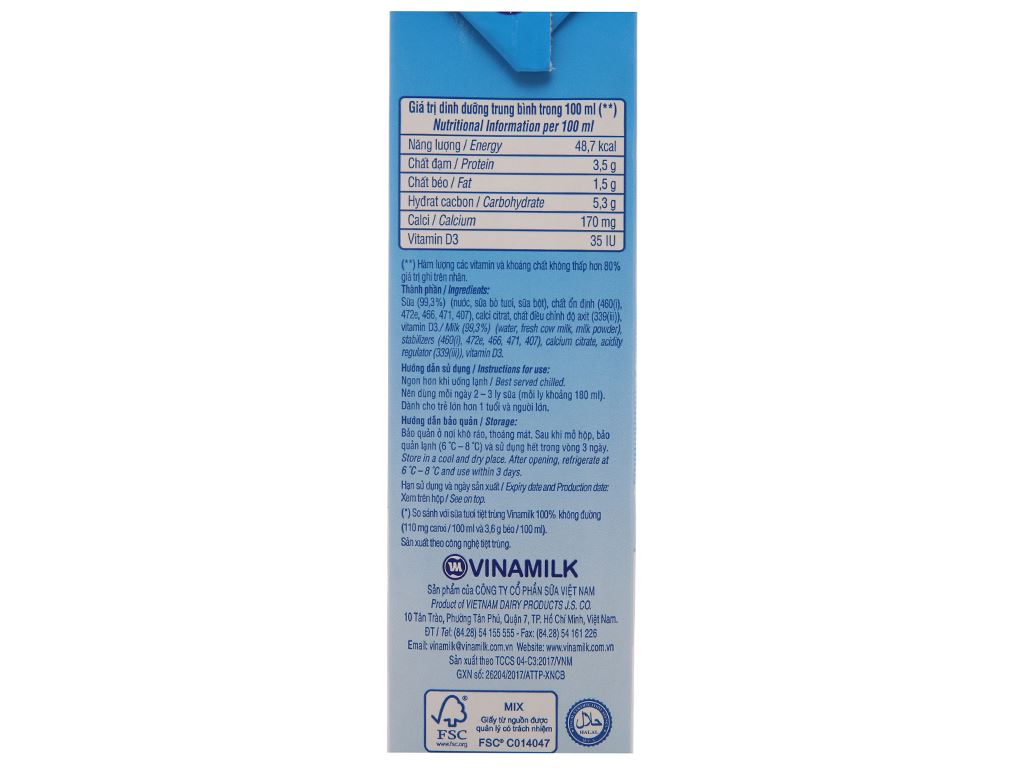 Giá trị dinh dưỡng trung bình trong 100 ml (**)
Nutritional Information per 100 ml
Năng lượng / Energy 48,7 kcal
Chất đạm / Protein 3,5 g
Chất béo / Fat 1,5 g
Hyđrat cacbon / Carbohydrate 5,3 g
Calci / Calcium 170 mg
Vitamin D3 35 IU
(**) Hàm lượng các vitamin và khoáng chất không thấp hơn 80%
giá trị ghi trên nhãn.
Thành phần / Ingredients:
Sữa (99,3%) (nước, sữa bò tươi, sữa bột), chất ổn định (460(i),
472e, 466, 471, 407), calci citrat, chất điều chỉnh độ axit (339(iii)),
vitamin D3./ Milk (99,3%) (water, fresh cow milk, milk powder),
stabilizers (460(i), 472e, 466, 471, 407), calcium citrate, acidity
regulator (339(iii)), vitamin D3.
Hướng dẫn sử dụng / Instructions for use:
Ngon hơn khi uống lạnh / Best served chilled.
Nên dùng mỗi ngày 2 – 3 ly sữa (mỗi ly khoảng 180 ml).
Dành cho trẻ lớn hơn 1 tuổi và người lớn.
Hướng dẫn bảo quản / Storage:
Bảo quản ở nơi khô ráo, thoáng mát. Sau khi mở hộp, bảo
quản lạnh (6 °C – 8 °C) và sử dụng hết trong vòng 3 ngày.
Store in a cool and dry place. After opening, refrigerate at
6 °C – 8 °C and use within 3 days.
Hạn sử dụng và ngày sản xuất / Expiry date and Production date:
Xem trên hộp / See on top.
(*) So sánh với sữa tươi tiệt trùng Vinamilk 100% không đường
(110 mg canxi / 100 ml và 3,6 g béo / 100 ml).
Sản xuất theo công nghệ tiệt trùng.
VINAMILK
Sản phẩm của CÔNG TY CỔ PHẦN SỮA VIỆT NAM
Product of VIETNAM DAIRY PRODUCTS J.S. CO.
10 Tân Trào, Phường Tân Phú, Quận 7, TP. Hồ Chí Minh, Việt Nam.
ĐT / Tel: (84.28) 54 155 555 - Fax: (84.28) 54 161 226
Email: vinamilk@vinamilk.com.vn Website: www.vinamilk.com.vn
Sản xuất theo TCCS 04-C3:2017/VNM
GXN số: 26204/2017/ATTP-XNCB
FSC®
www.fsc.org
MIX
Giấy từ nguồn được
quản lý có trách nhiệm
FSC® C014047
حلال
HALAL